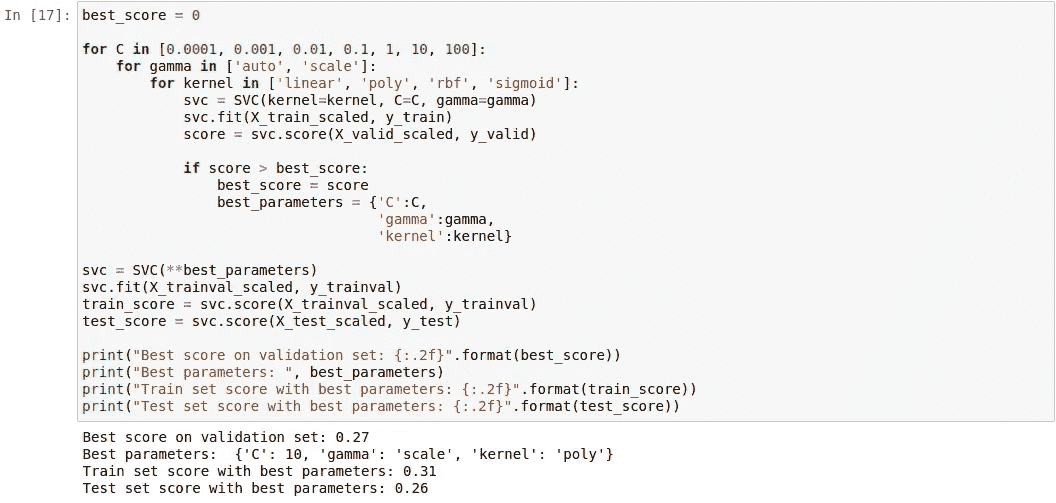 In [17]: best_score = 0
for C in [0.0001, 0.001, 0.01, 0.1, 1, 10, 100]:
    for gamma in ['auto', 'scale']:
        for kernel in ['linear', 'poly', 'rbf', 'sigmoid']:
            svc = SVC(kernel=kernel, C=C, gamma=gamma)
            svc.fit(X_train_scaled, y_train)
            score = svc.score(X_valid_scaled, y_valid)
            if score > best_score:
                best_score = score
                best_parameters = {'C':C,
                                   'gamma':gamma,
                                   'kernel':kernel}
svc = SVC(**best_parameters)
svc.fit(X_trainval_scaled, y_trainval)
train_score = svc.score(X_trainval_scaled, y_trainval)
test_score = svc.score(X_test_scaled, y_test)
print("Best score on validation set: {:.2f}".format(best_score))
print("Best parameters: ", best_parameters)
print("Train set score with best parameters: {:.2f}".format(train_score))
print("Test set score with best parameters: {:.2f}".format(test_score))
Best score on validation set: 0.27
Best parameters:  {'C': 10, 'gamma': 'scale', 'kernel': 'poly'}
Train set score with best parameters: 0.31
Test set score with best parameters: 0.26